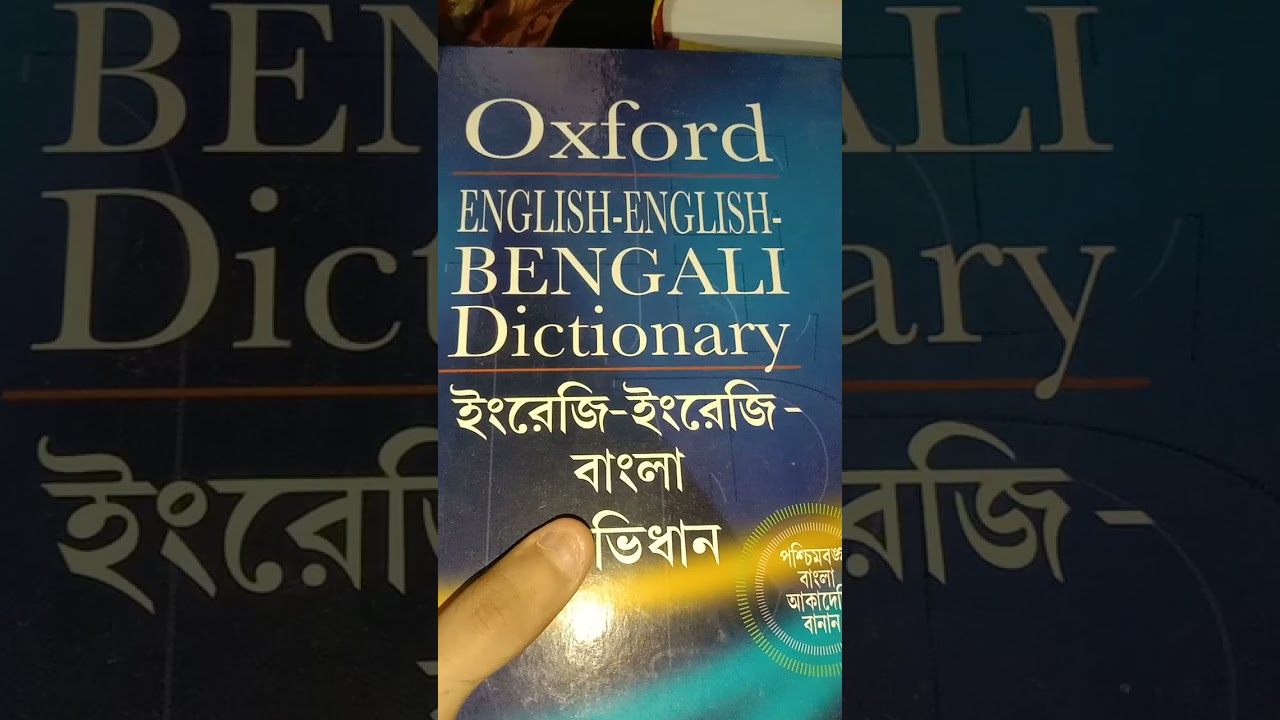 Oxford
ENGLISH-ENGLISH-
BENGALI
Dictionary
ইংরেজি-ইংরেজি-
বাংলা
ভিধান
বাংলা
বানান